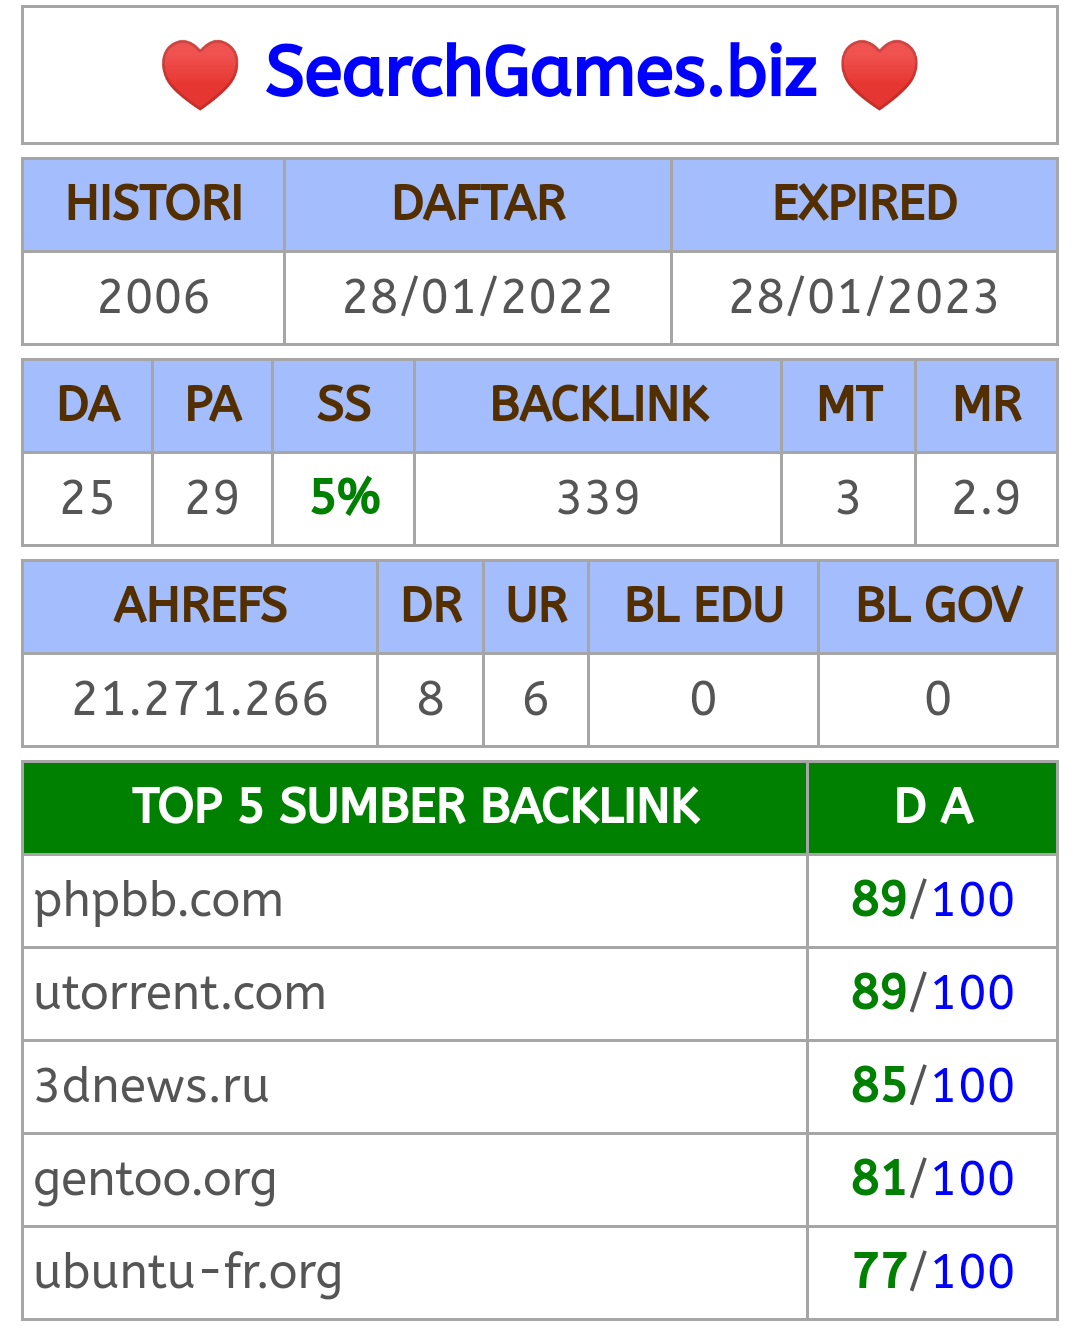 SearchGames.biz
HISTORI DAFTAR EXPIRED
2006 28/01/2022 28/01/2023
DA PA SS BACKLINK MT MR
25 29 5% 339 3 2.9
AHREFS DR UR BL EDU BL GOV
21.271.266 8 6 0 0
TOP 5 SUMBER BACKLINK D A
phpbb.com 89/100
utorrent.com 89/100
3dnews.ru 85/100
gentoo.org 81/100
ubuntu-fr.org 77/100